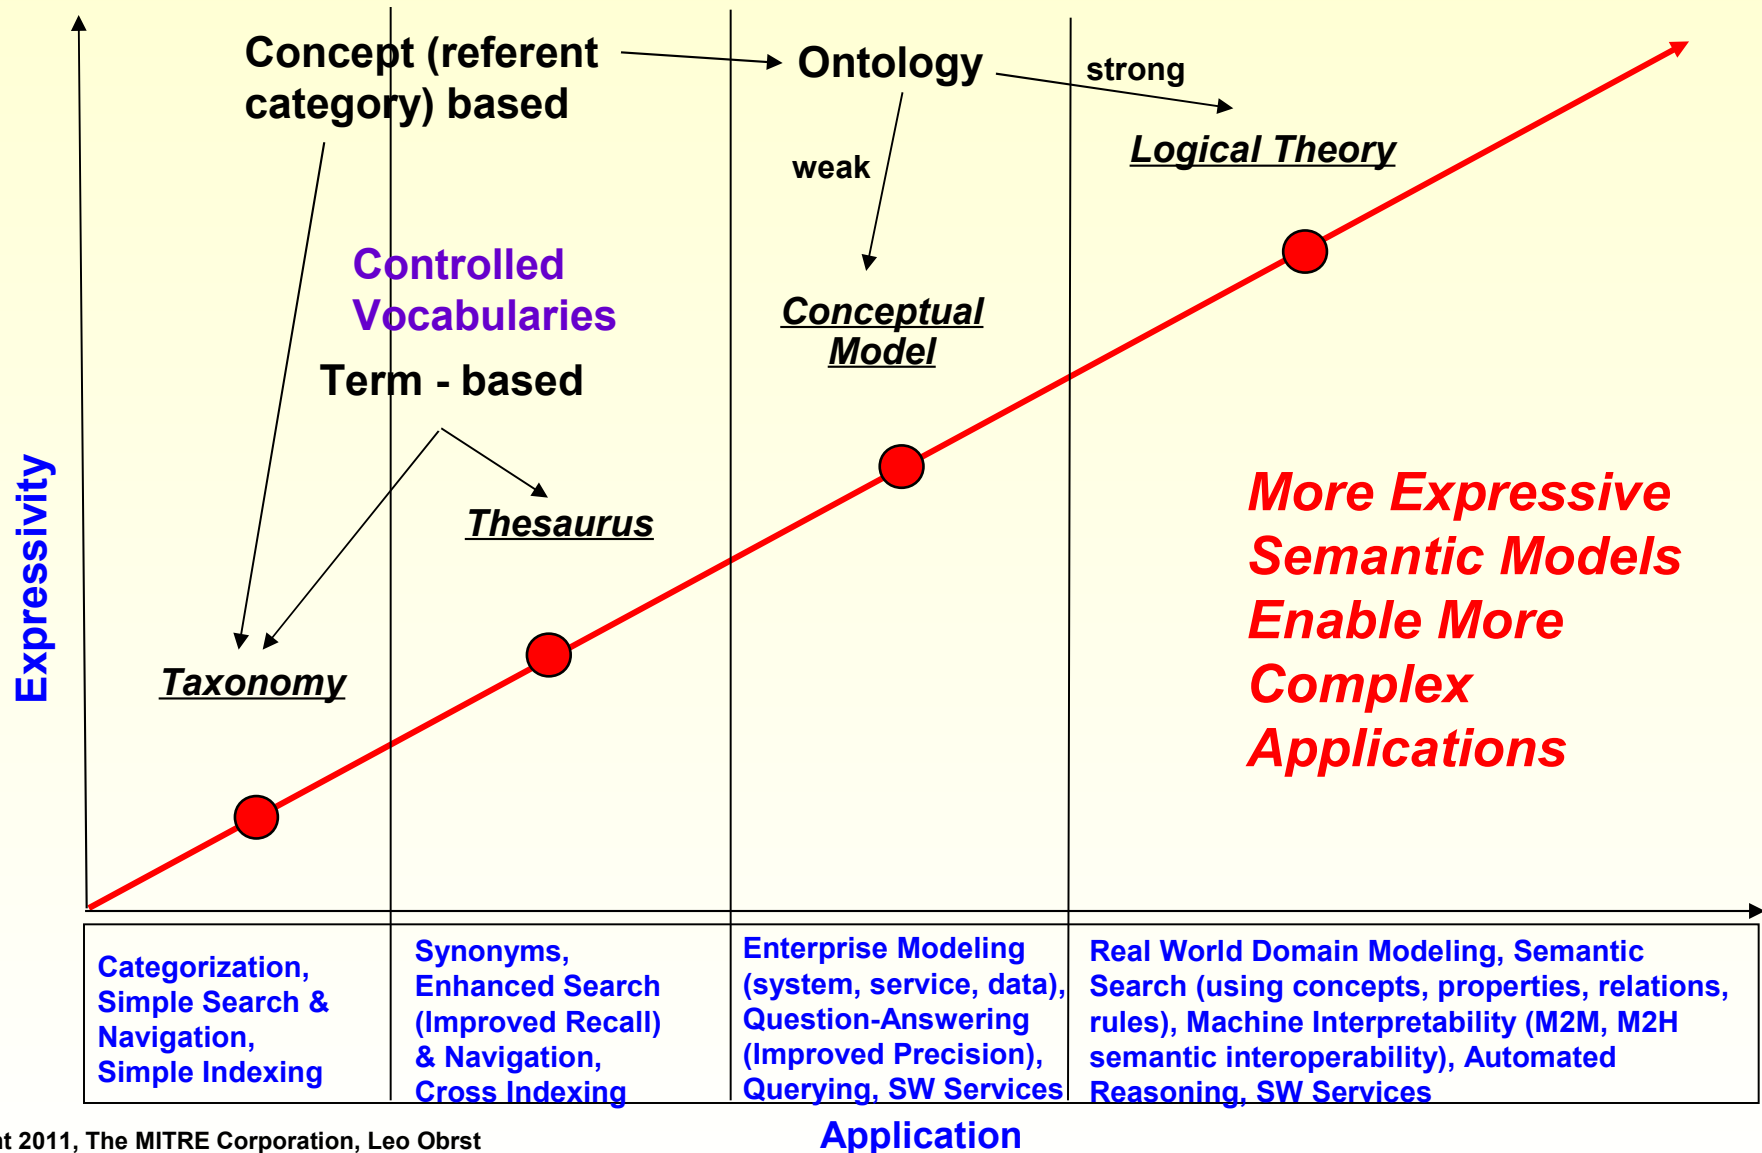 Concept (referent
category) based
Ontology
strong
Logical Theory
weak
Controlled
Vocabularies
Conceptual
Model
Term - based
Thesaurus
Taxonomy
Expressivity
More Expressive
Semantic Models
Enable More
Complex
Applications
Categorization,
Simple Search &
Navigation,
Simple Indexing
Synonyms,
Enhanced Search
(Improved Recall)
& Navigation,
Cross Indexing
Enterprise Modeling
(system, service, data),
Question-Answering
(Improved Precision),
Querying, SW Services
Real World Domain Modeling, Semantic
Search (using concepts, properties, relations,
rules), Machine Interpretability (M2M, M2H
semantic interoperability), Automated
Reasoning, SW Services
Application
2011, The MITRE Corporation, Leo Obrst